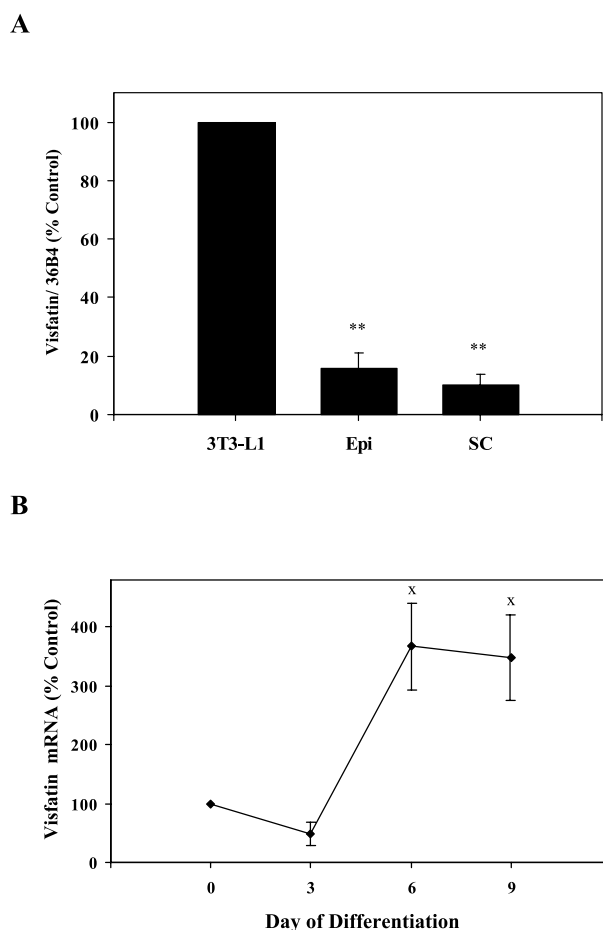 A
Visfatin/ 36B4 (% Control)
100
80
60
40
20
0
**
**
3T3-L1 Epi SC
B
Visfatin mRNA (% Control)
400
300
200
100
0
x
x
0 3 6 9
Day of Differentiation